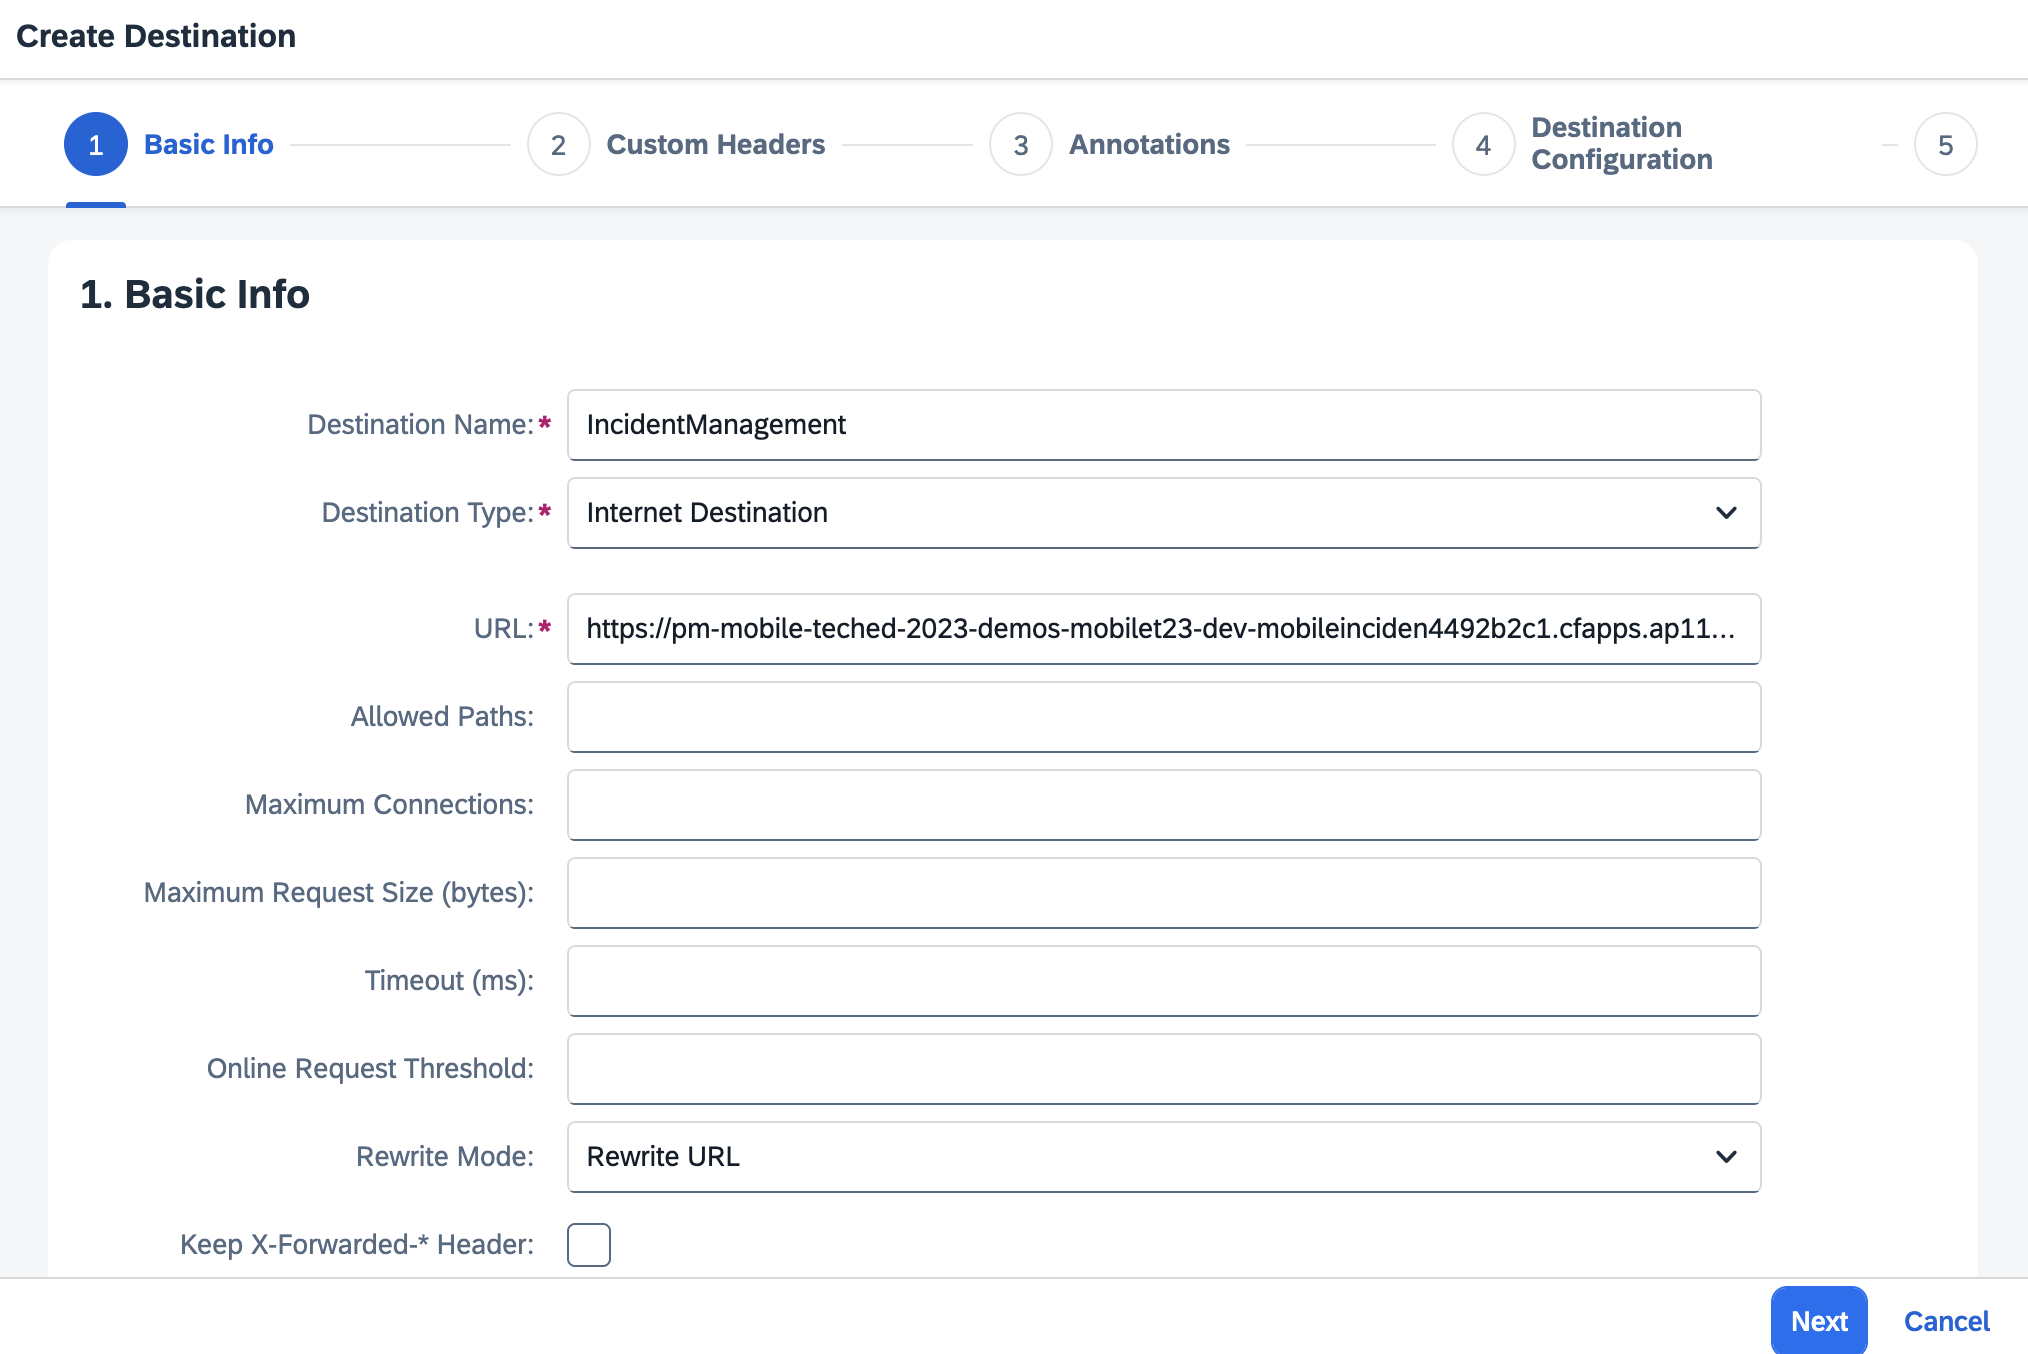 Create Destination
1 Basic Info 2 Custom Headers 3 Annotations 4 Destination Configuration 5
1. Basic Info
Destination Name:* IncidentManagement
Destination Type:* Internet Destination
URL:* https://pm-mobile-teched-2023-demos-mobilet23-dev-mobileinciden4492b2c1.cfapps.ap11...
Allowed Paths:
Maximum Connections:
Maximum Request Size (bytes):
Timeout (ms):
Online Request Threshold:
Rewrite Mode: Rewrite URL
Keep X-Forwarded-* Header:
Next Cancel